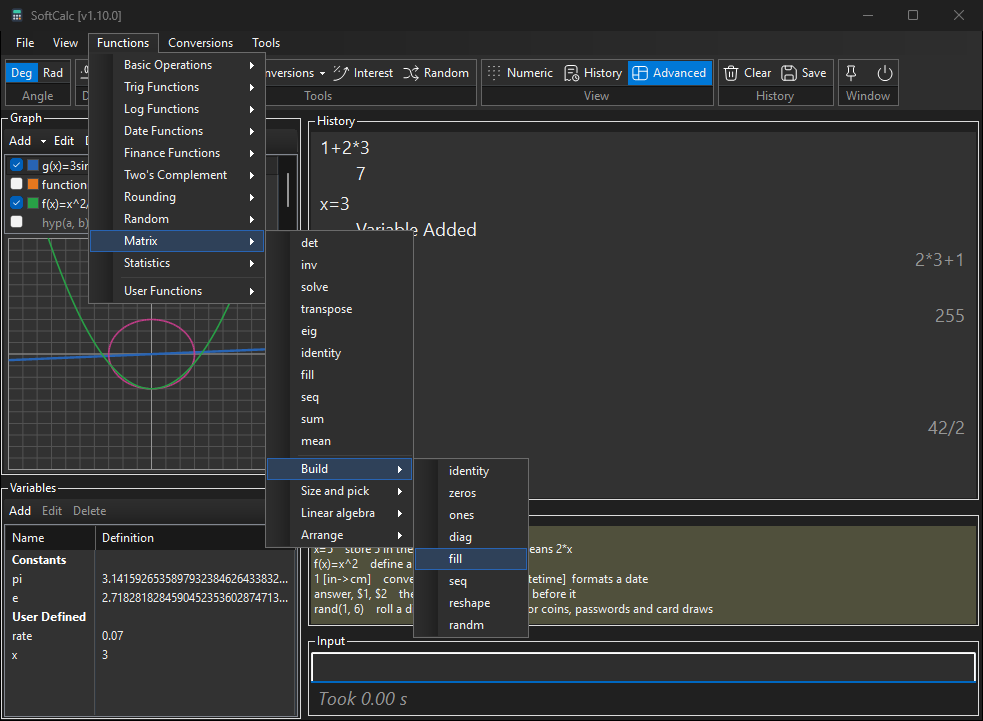 SoftCalc [v1.10.0]
File View Functions Conversions Tools
Deg Rad
Angle
Interest Random
Tools
Numeric History Advanced
View
Clear Save
History
Window
Basic Operations
Trig Functions
Log Functions
Date Functions
Finance Functions
Two's Complement
Rounding
Random
Matrix
Statistics
User Functions
det
inv
solve
transpose
eig
identity
fill
seq
sum
mean
Build
Size and pick
Linear algebra
Arrange
identity
zeros
ones
diag
fill
seq
reshape
randm
Graph
Add Edit
g(x)=3sin
function
f(x)=x^2/
hyp(a, b)
Variables
Add Edit Delete
Name Definition
Constants
pi 3.1415926535897932384626433832...
e 2.7182818284590452353602874713...
User Defined
rate 0.07
x 3
History
1+2*3
7
x=3
Variable Added
2*3+1
255
42/2
store in the means 2*x
f(x)=x^2 define a
1 [in->cm] conve formats a date
answer, $1, $2 the before it
rand(1, 6) roll a d or coins, passwords and card draws
Input
Took 0.00 s